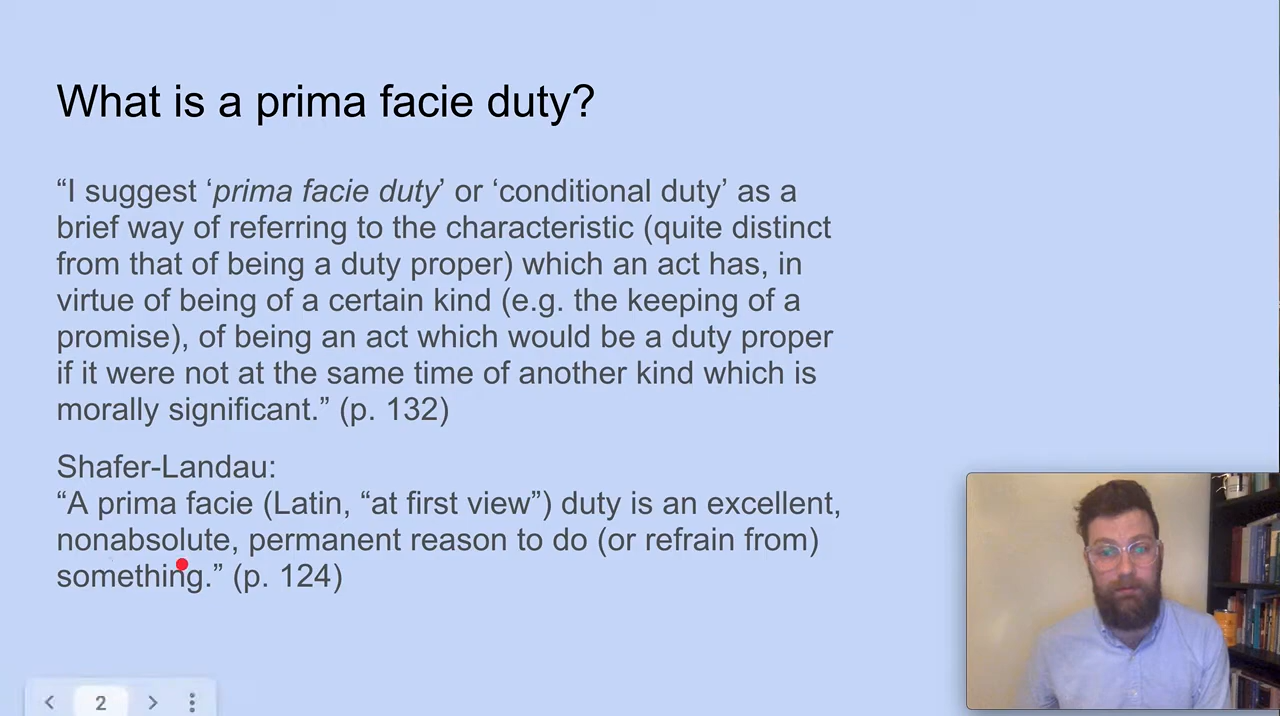 What is a prima facie duty?
“I suggest ‘prima facie duty’ or ‘conditional duty’ as a
brief way of referring to the characteristic (quite distinct
from that of being a duty proper) which an act has, in
virtue of being of a certain kind (e.g. the keeping of a
promise), of being an act which would be a duty proper
if it were not at the same time of another kind which is
morally significant.” (p. 132)
Shafer-Landau:
“A prima facie (Latin, “at first view”) duty is an excellent,
nonabsolute, permanent reason to do (or refrain from)
something.” (p. 124)
2